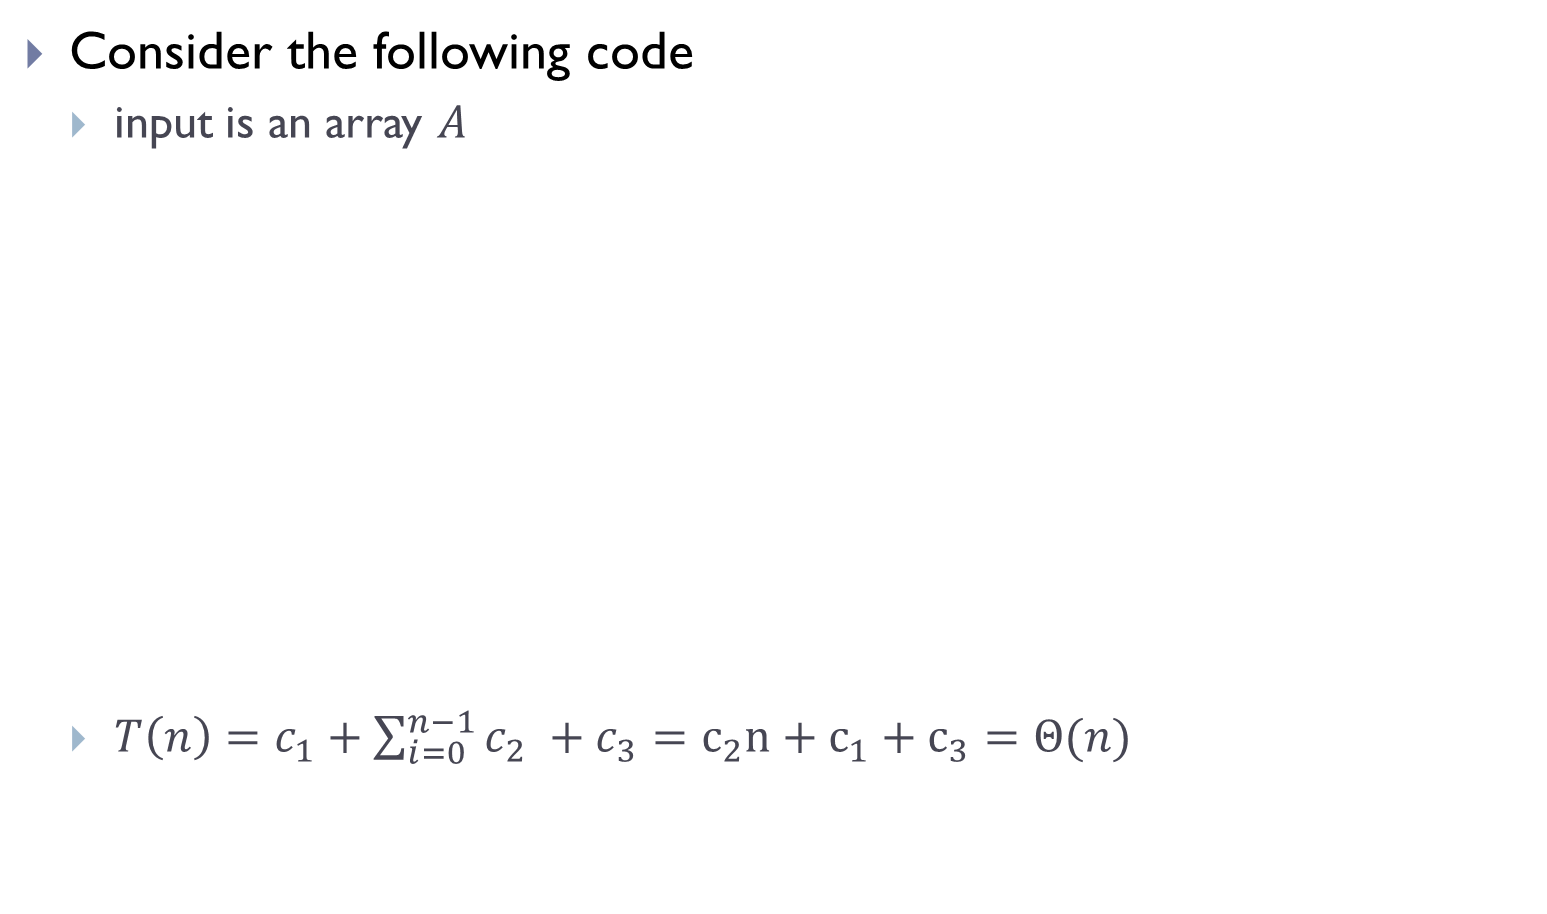 Consider the following code
input is an array 𝐴
𝑇(𝑛) = 𝑐₁ + ∑ᵢ₌₀ⁿ⁻¹ 𝑐₂ + 𝑐₃ = c₂n + c₁ + c₃ = Θ(𝑛)